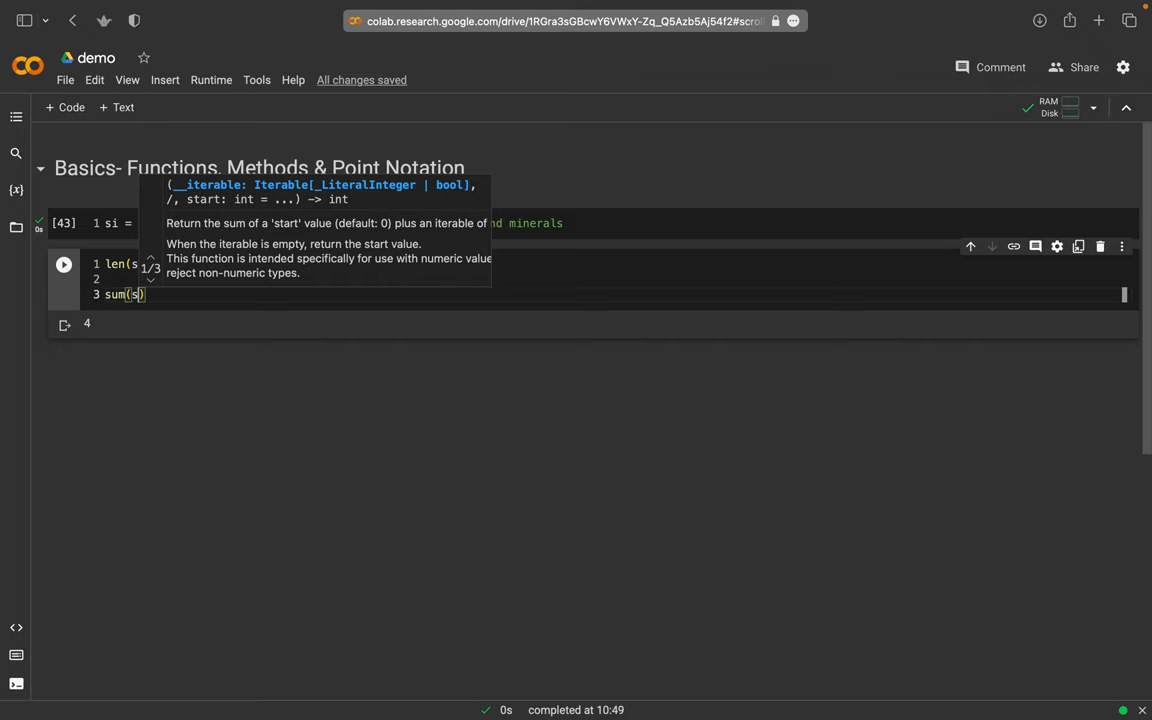 colab.research.google.com/drive/1RGra3sGBcwY6VWxY-Zq_Q5Azb5Aj54f2#scrol
demo
File Edit View Insert Runtime Tools Help All changes saved
Comment Share
+ Code + Text
RAM
Disk
Basics- Functions, Methods & Point Notation
(__iterable: Iterable[_LiteralInteger | bool],
/, start: int = ...) -> int
[43] 1 si = nd minerals
0s
Return the sum of a 'start' value (default: 0) plus an iterable of
When the iterable is empty, return the start value.
This function is intended specifically for use with numeric value
reject non-numeric types.
1/3
1 len(s
2
3 sum(s)
4
{x}
0s completed at 10:49